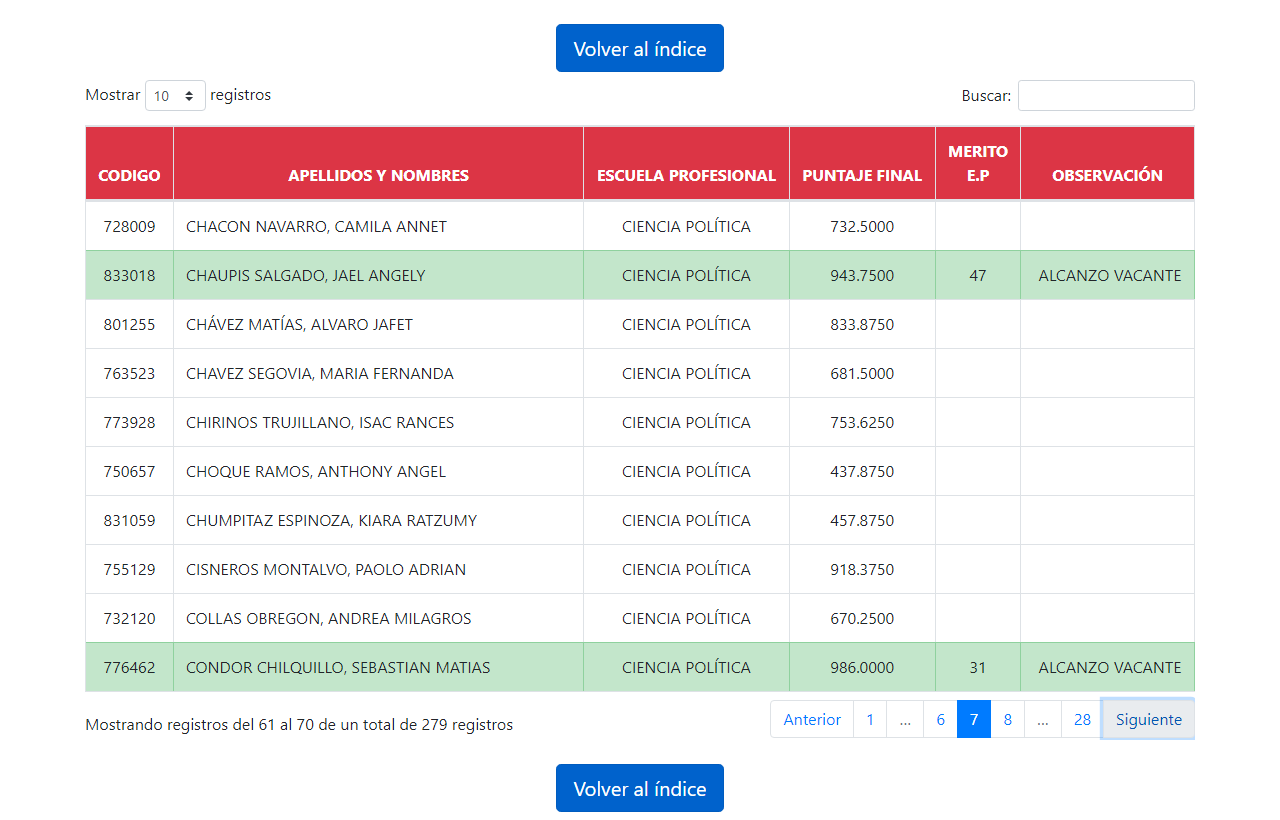 Volver al índice
Mostrar 10 registros Buscar:
CODIGO APELLIDOS Y NOMBRES ESCUELA PROFESIONAL PUNTAJE FINAL MERITO E.P OBSERVACIÓN
728009 CHACON NAVARRO, CAMILA ANNET CIENCIA POLÍTICA 732.5000
833018 CHAUPIS SALGADO, JAEL ANGELY CIENCIA POLÍTICA 943.7500 47 ALCANZO VACANTE
801255 CHÁVEZ MATÍAS, ALVARO JAFET CIENCIA POLÍTICA 833.8750
763523 CHAVEZ SEGOVIA, MARIA FERNANDA CIENCIA POLÍTICA 681.5000
773928 CHIRINOS TRUJILLANO, ISAC RANCES CIENCIA POLÍTICA 753.6250
750657 CHOQUE RAMOS, ANTHONY ANGEL CIENCIA POLÍTICA 437.8750
831059 CHUMPITAZ ESPINOZA, KIARA RATZUMY CIENCIA POLÍTICA 457.8750
755129 CISNEROS MONTALVO, PAOLO ADRIAN CIENCIA POLÍTICA 918.3750
732120 COLLAS OBREGON, ANDREA MILAGROS CIENCIA POLÍTICA 670.2500
776462 CONDOR CHILQUILLO, SEBASTIAN MATIAS CIENCIA POLÍTICA 986.0000 31 ALCANZO VACANTE
Mostrando registros del 61 al 70 de un total de 279 registros Anterior 1 ... 6 7 8 ... 28 Siguiente
Volver al índice